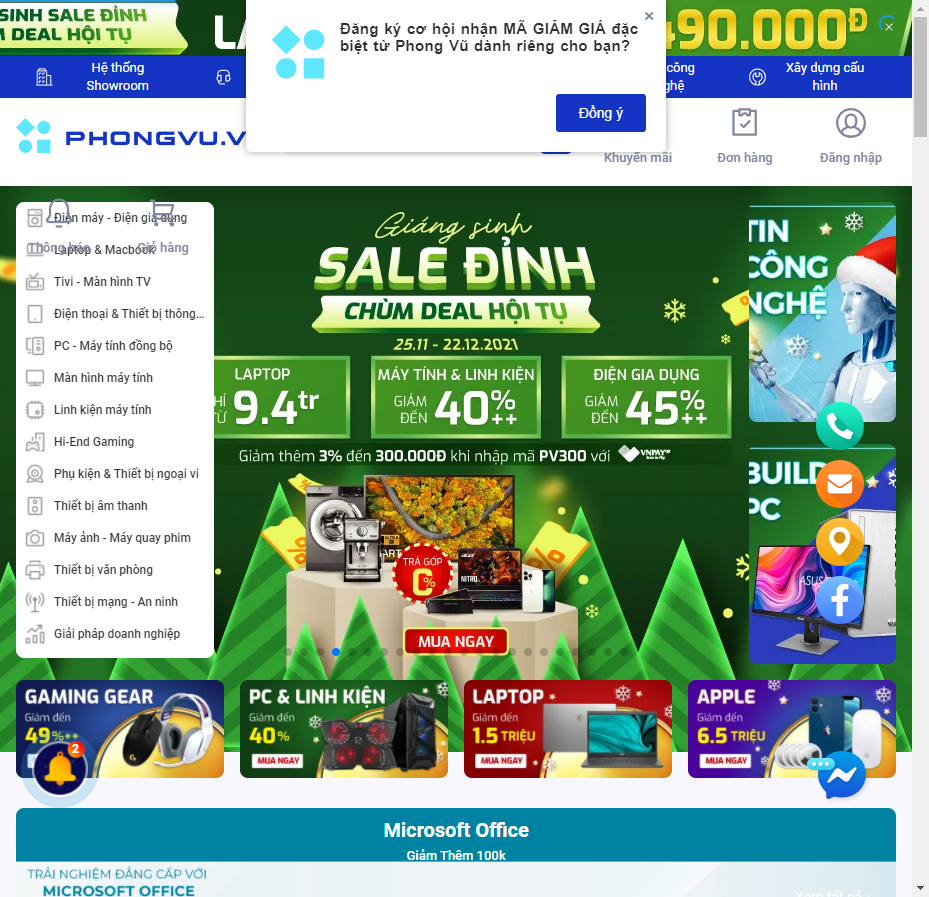 SINH SALE ĐỈNH
DEAL HỘI TỤ
490.000Đ
Đăng ký cơ hội nhận MÃ GIẢM GIÁ đặc
biệt từ Phong Vũ dành riêng cho bạn?
Đồng ý
Hệ thống
Showroom
công
Xây dựng cấu
hình
PHONGVU.V
Khuyến mãi
Đơn hàng
Đăng nhập
Thông báo
Giỏ hàng
Điện máy - Điện gia dụng
Laptop & Macbook
Tivi - Màn hình TV
Điện thoại & Thiết bị thông...
PC - Máy tính đồng bộ
Màn hình máy tính
Linh kiện máy tính
Hi-End Gaming
Phụ kiện & Thiết bị ngoại vi
Thiết bị âm thanh
Máy ảnh - Máy quay phim
Thiết bị văn phòng
Thiết bị mạng - An ninh
Giải pháp doanh nghiệp
Giáng sinh
SALE ĐỈNH
CHÙM DEAL HỘI TỤ
25.11 - 22.12.2021
LAPTOP
TỪ 9.4tr
MÁY TÍNH & LINH KIỆN
GIẢM ĐẾN 40%++
ĐIỆN GIA DỤNG
GIẢM ĐẾN 45%++
Giảm thêm 3% đến 300.000Đ khi nhập mã PV300 với VNPAY
TRẢ GÓP
0%
acer
NITRO
MUA NGAY
TIN
CÔNG
NGHỆ
BUILD
PC
GAMING GEAR
Giảm đến
49%++
PC & LINH KIỆN
Giảm đến
40%
MUA NGAY
LAPTOP
Giảm đến
1.5 TRIỆU
MUA NGAY
APPLE
Giảm đến
6.5 TRIỆU
MUA NGAY
2
Microsoft Office
Giảm Thêm 100k
TRẢI NGHIỆM ĐẲNG CẤP VỚI
MICROSOFT OFFICE
Xem tất cả